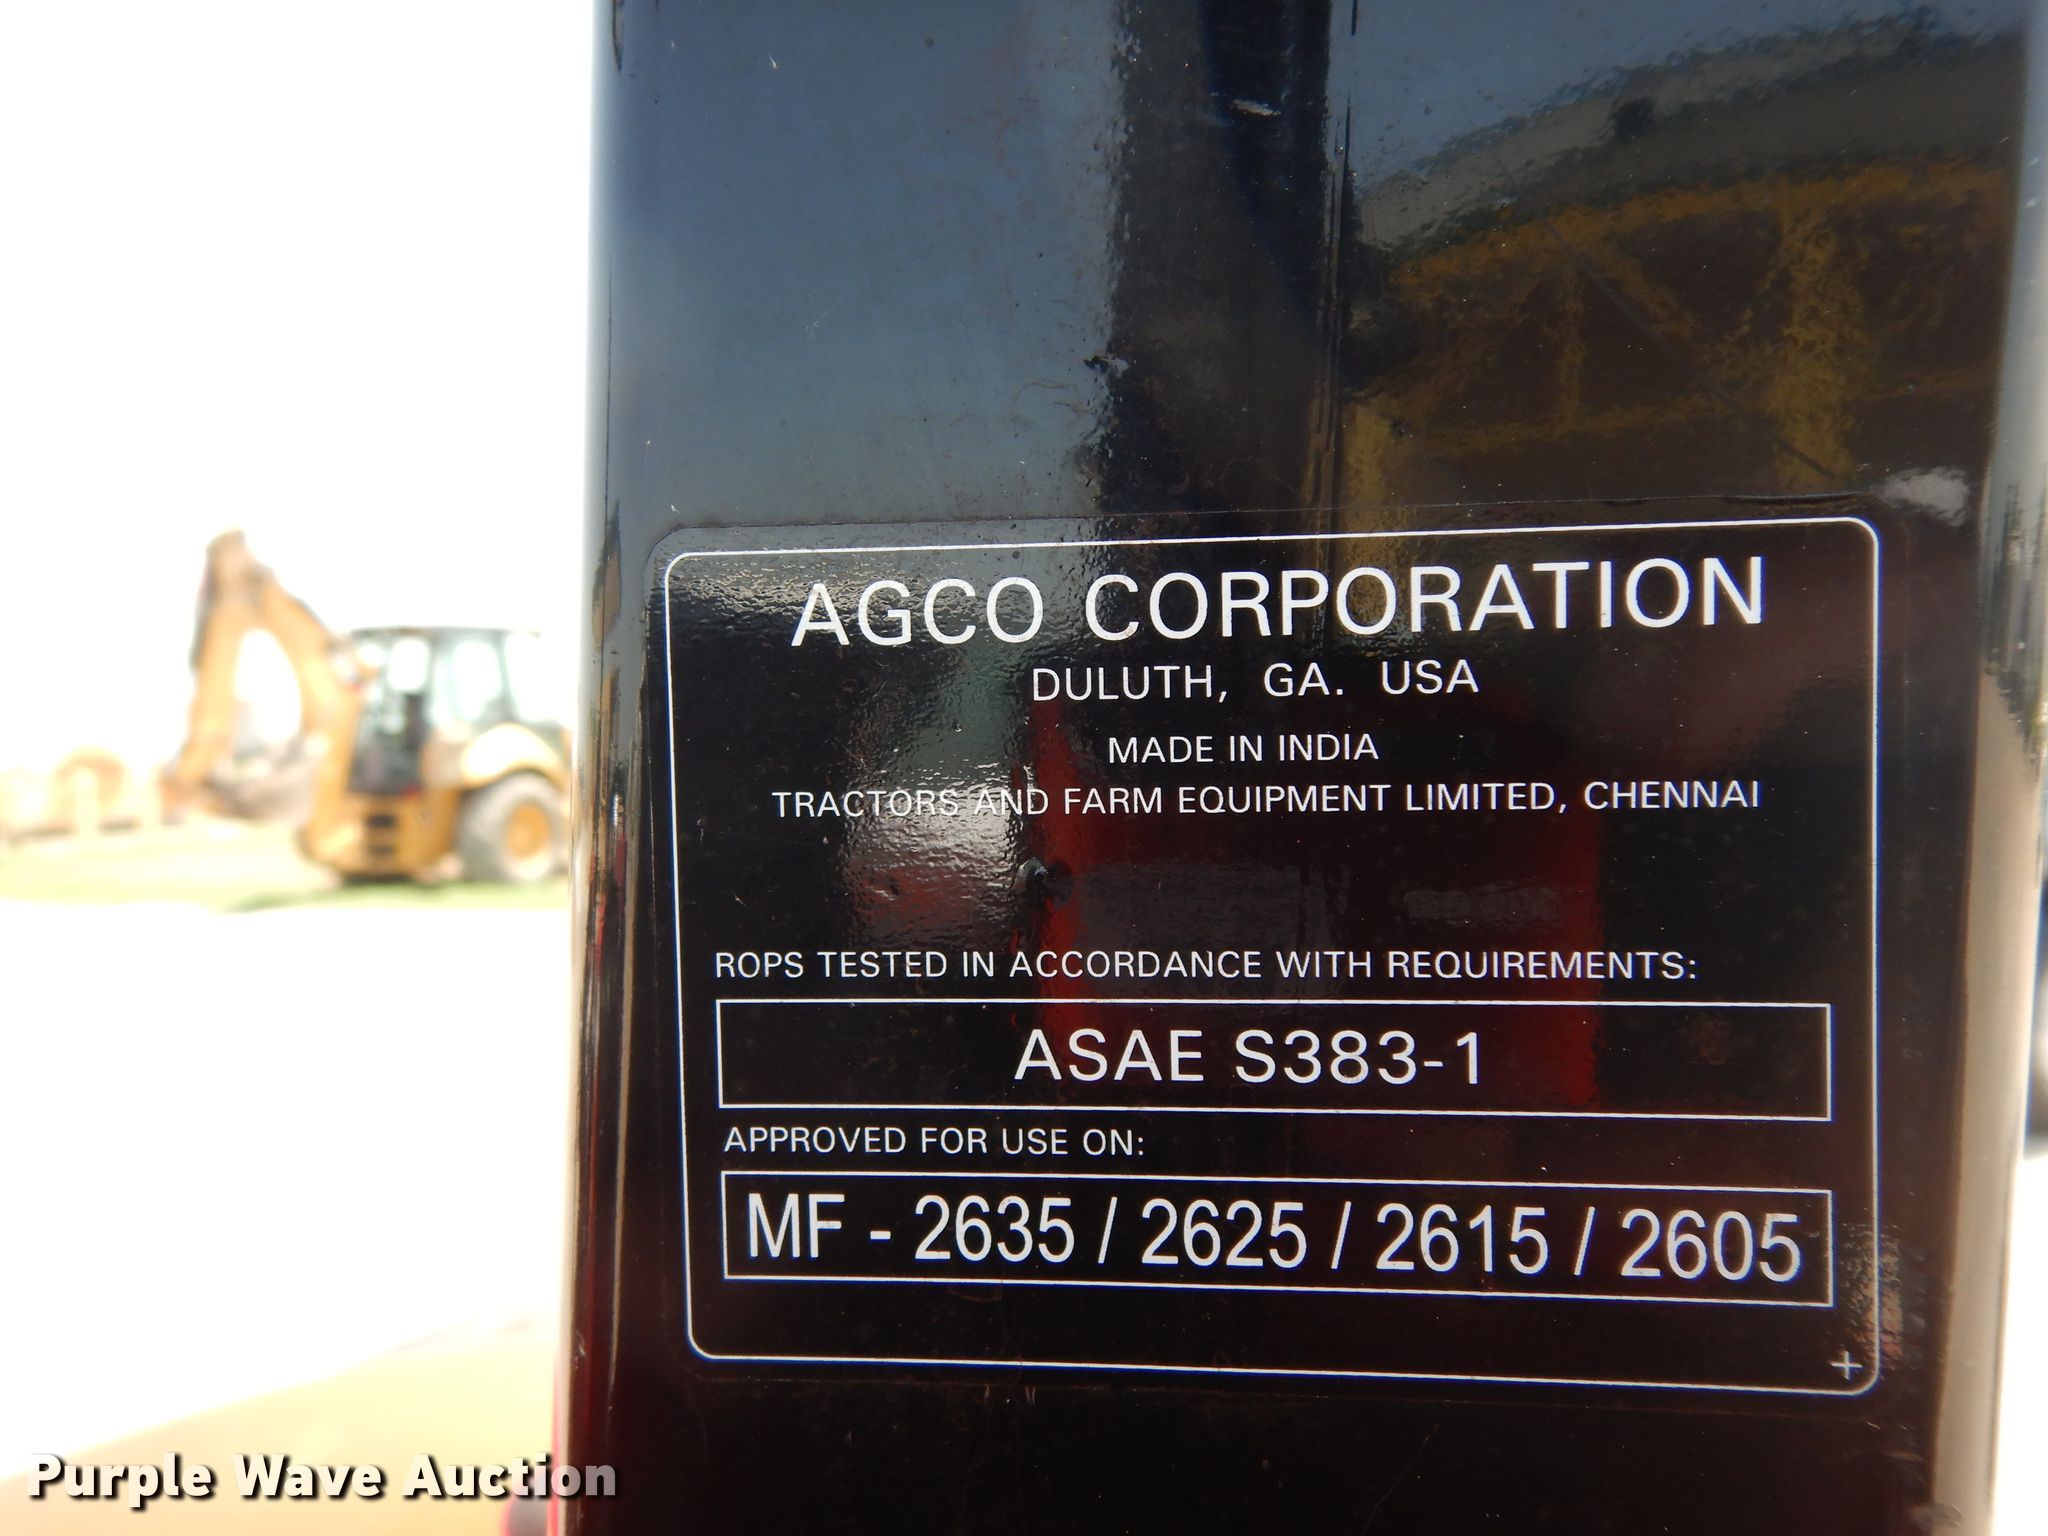 AGCO CORPORATION
DULUTH, GA. USA
MADE IN INDIA
TRACTORS AND FARM EQUIPMENT LIMITED, CHENNAI
ROPS TESTED IN ACCORDANCE WITH REQUIREMENTS:
ASAE S383-1
APPROVED FOR USE ON:
MF - 2635 / 2625 / 2615 / 2605
+
Purple Wave Auction